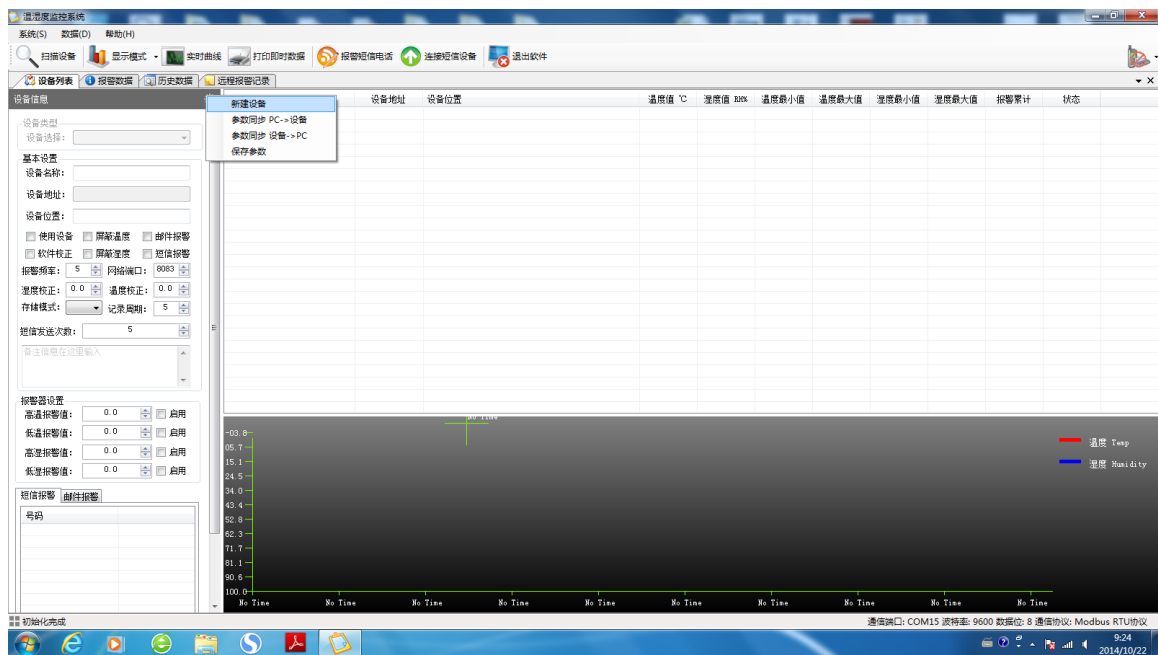 温湿度监控系统
系统(S) 数据(D) 帮助(H)
扫描设备 显示模式 实时曲线 打印即时数据 报警短信电话 连接短信设备 退出软件
设备列表 报警数据 历史数据 远程报警记录
设备信息
新建设备
参数同步 PC->设备
参数同步 设备->PC
保存参数
设备地址 设备位置 温度值 ℃ 湿度值 RH% 温度最小值 温度最大值 湿度最小值 湿度最大值 报警累计 状态
设备类型
设备选择:
基本设置
设备名称:
设备地址:
设备位置:
使用设备 屏蔽温度 邮件报警
软件校正 屏蔽湿度 短信报警
报警频率: 5 网络端口: 8083
湿度校正: 0.0 温度校正: 0.0
存储模式: 记录周期: 5
短信发送次数: 5
备注信息在这里输入
报警器设置
高温报警值: 0.0 启用
低温报警值: 0.0 启用
高湿报警值: 0.0 启用
低湿报警值: 0.0 启用
短信报警 邮件报警
号码
No Time
-03.8
05.7
15.1
24.5
34.0
43.4
52.8
62.3
71.7
81.1
90.6
100.0
No Time No Time No Time No Time No Time No Time No Time No Time No Time No Time
温度 Temp
湿度 Humidity
初始化完成
通信端口: COM15 波特率: 9600 数据位: 8 通信协议: Modbus RTU协议
9:24
2014/10/22